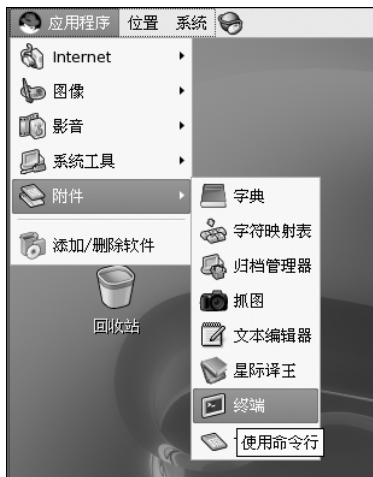 应用程序 位置 系统
Internet
图像
影音
系统工具
附件
添加/删除软件
回收站
字典
字符映射表
归档管理器
抓图
文本编辑器
星际译王
终端
使用命令行